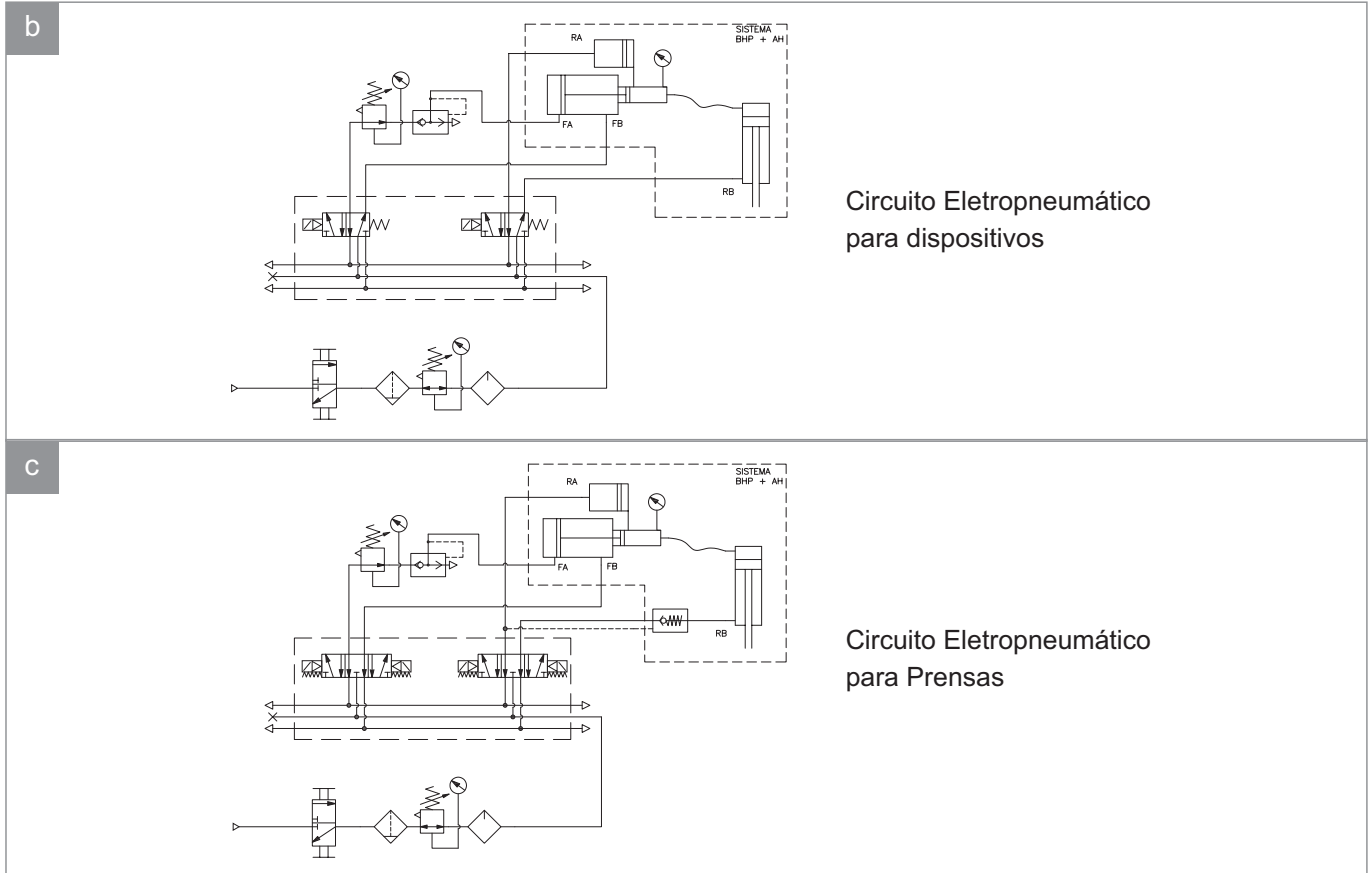 b
SISTEMA
BHP + AH
RA
FA
FB
RB
Circuito Eletropneumático
para dispositivos
c
SISTEMA
BHP + AH
RA
FA
FB
RB
Circuito Eletropneumático
para Prensas